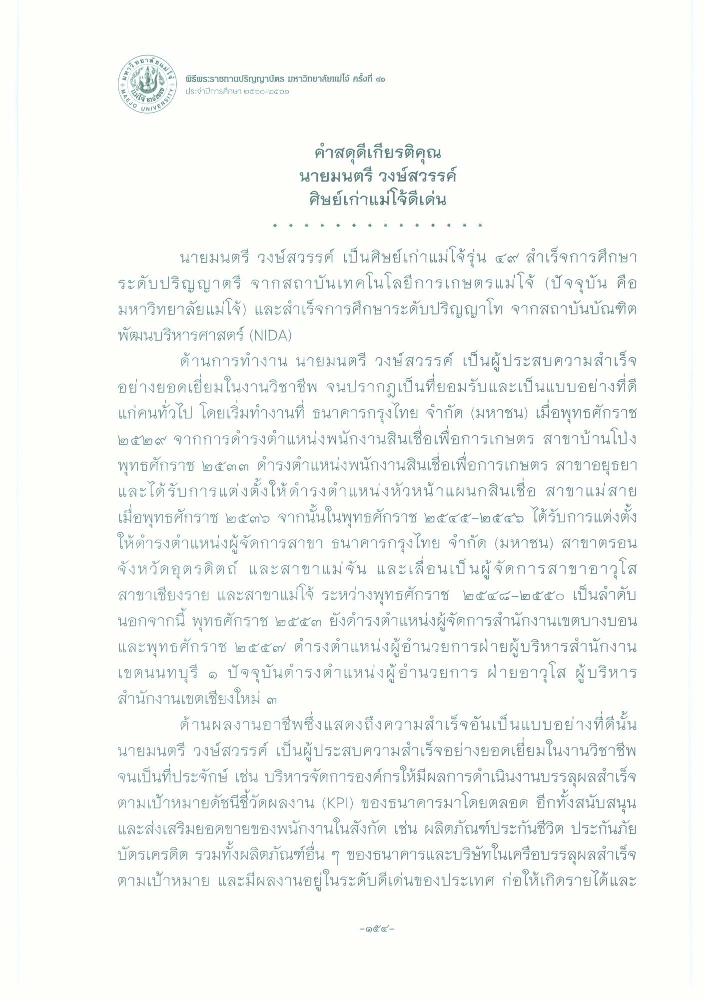 มหาวิทยาลัยแม่โจ้
แม่โจ้ ๒๔๗๗
MAEJO UNIVERSITY
พิธีพระราชทานปริญญาบัตร มหาวิทยาลัยแม่โจ้ ครั้งที่ ๔๑
ประจำปีการศึกษา ๒๕๖๐-๒๕๖๑
คำสดุดีเกียรติคุณ
นายมนตรี วงษ์สวรรค์
ศิษย์เก่าแม่โจ้ดีเด่น
* * * * * * * * * * * * * *
นายมนตรี วงษ์สวรรค์ เป็นศิษย์เก่าแม่โจ้รุ่น ๔๙ สำเร็จการศึกษา
ระดับปริญญาตรี จากสถาบันเทคโนโลยีการเกษตรแม่โจ้ (ปัจจุบัน คือ
มหาวิทยาลัยแม่โจ้) และสำเร็จการศึกษาระดับปริญญาโท จากสถาบันบัณฑิต
พัฒนบริหารศาสตร์ (NIDA)
ด้านการทำงาน นายมนตรี วงษ์สวรรค์ เป็นผู้ประสบความสำเร็จ
อย่างยอดเยี่ยมในงานวิชาชีพ จนปรากฎเป็นที่ยอมรับและเป็นแบบอย่างที่ดี
แก่คนทั่วไป โดยเริ่มทำงานที่ ธนาคารกรุงไทย จำกัด (มหาชน) เมื่อพุทธศักราช
๒๕๒๙ จากการดำรงตำแหน่งพนักงานสินเชื่อเพื่อการเกษตร สาขาบ้านโป่ง
พุทธศักราช ๒๕๓๓ ดำรงตำแหน่งพนักงานสินเชื่อเพื่อการเกษตร สาขาอยุธยา
และได้รับการแต่งตั้งให้ดำรงตำแหน่งหัวหน้าแผนกสินเชื่อ สาขาแม่สาย
เมื่อพุทธศักราช ๒๕๓๖ จากนั้นในพุทธศักราช ๒๕๔๕-๒๕๔๖ ได้รับการแต่งตั้ง
ให้ดำรงตำแหน่งผู้จัดการสาขา ธนาคารกรุงไทย จำกัด (มหาชน) สาขาตรอน
จังหวัดอุตรดิตถ์ และสาขาแม่จัน และเลื่อนเป็นผู้จัดการสาขาอาวุโส
สาขาเชียงราย และสาขาแม่โจ้ ระหว่างพุทธศักราช ๒๕๔๘-๒๕๕๐ เป็นลำดับ
นอกจากนี้ พุทธศักราช ๒๕๕๓ ยังดำรงตำแหน่งผู้จัดการสำนักงานเขตบางบอน
และพุทธศักราช ๒๕๕๗ ดำรงตำแหน่งผู้อำนวยการฝ่ายผู้บริหารสำนักงาน
เขตนนทบุรี ๑ ปัจจุบันดำรงตำแหน่งผู้อำนวยการ ฝ่ายอาวุโส ผู้บริหาร
สำนักงานเขตเชียงใหม่ ๓
ด้านผลงานอาชีพซึ่งแสดงถึงความสำเร็จอันเป็นแบบอย่างที่ดีนั้น
นายมนตรี วงษ์สวรรค์ เป็นผู้ประสบความสำเร็จอย่างยอดเยี่ยมในงานวิชาชีพ
จนเป็นที่ประจักษ์ เช่น บริหารจัดการองค์กรให้มีผลการดำเนินงานบรรลุผลสำเร็จ
ตามเป้าหมายดัชนีชี้วัดผลงาน (KPI) ของธนาคารมาโดยตลอด อีกทั้งสนับสนุน
และส่งเสริมยอดขายของพนักงานในสังกัด เช่น ผลิตภัณฑ์ประกันชีวิต ประกันภัย
บัตรเครดิต รวมทั้งผลิตภัณฑ์อื่น ๆ ของธนาคารและบริษัทในเครือบรรลุผลสำเร็จ
ตามเป้าหมาย และมีผลงานอยู่ในระดับดีเด่นของประเทศ ก่อให้เกิดรายได้และ
-๑๕๔-